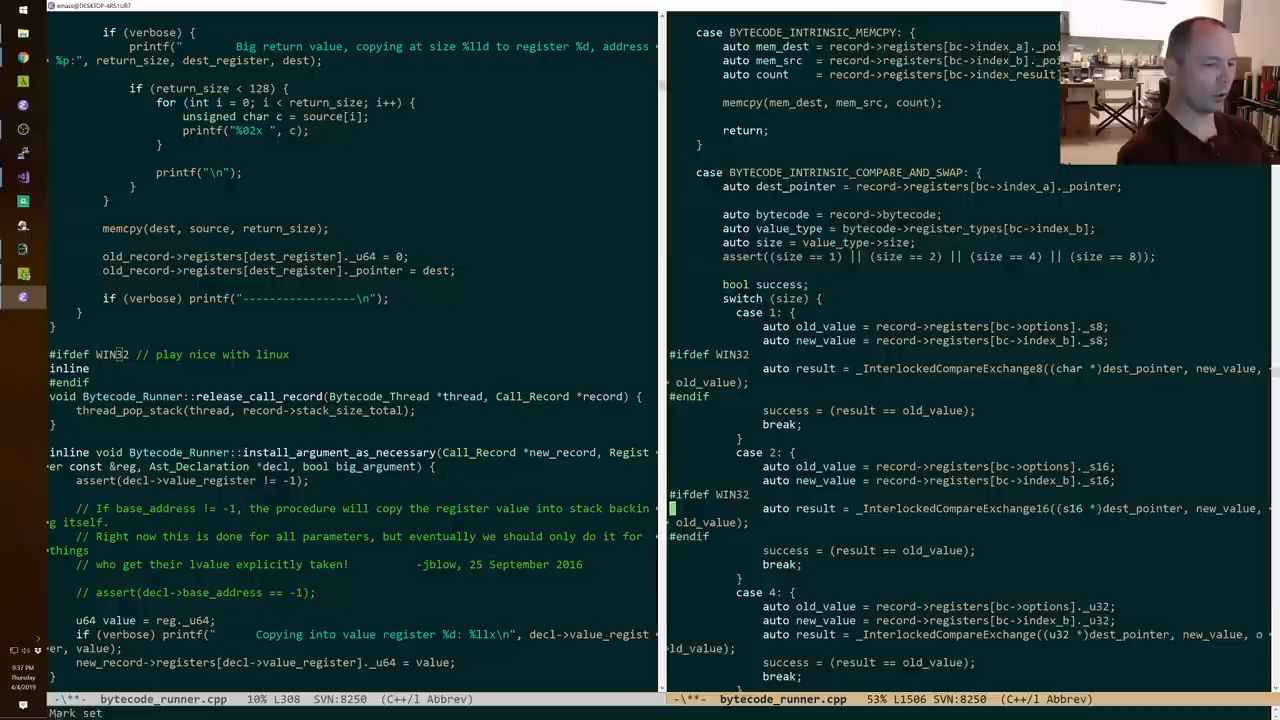 emacs@DESKTOP-4RS1UR7
if (verbose) {
printf("        Big return value, copying at size %lld to register %d, address
%p:", return_size, dest_register, dest);
if (return_size < 128) {
for (int i = 0; i < return_size; i++) {
unsigned char c = source[i];
printf("%02x ", c);
}
printf("\n");
}
}
memcpy(dest, source, return_size);
old_record->registers[dest_register]._u64 = 0;
old_record->registers[dest_register]._pointer = dest;
if (verbose) printf("-----------------\n");
}
}
#ifdef WIN32 // play nice with linux
inline
#endif
void Bytecode_Runner::release_call_record(Bytecode_Thread *thread, Call_Record *record) {
thread_pop_stack(thread, record->stack_size_total);
}
inline void Bytecode_Runner::install_argument_as_necessary(Call_Record *new_record, Regist
er const &reg, Ast_Declaration *decl, bool big_argument) {
assert(decl->value_register != -1);
// If base_address != -1, the procedure will copy the register value into stack backin
g itself.
// Right now this is done for all parameters, but eventually we should only do it for
things
// who get their lvalue explicitly taken!          -jblow, 25 September 2016
// assert(decl->base_address == -1);
u64 value = reg._u64;
if (verbose) printf("      Copying into value register %d: %llx\n", decl->value_regist
er, value);
new_record->registers[decl->value_register]._u64 = value;
}
-\**-  bytecode_runner.cpp   10% L308  SVN:8250  (C++/l Abbrev)
Mark set
case BYTECODE_INTRINSIC_MEMCPY: {
auto mem_dest = record->registers[bc->index_a]._poi
auto mem_src  = record->registers[bc->index_b]._poi
auto count    = record->registers[bc->index_result]
memcpy(mem_dest, mem_src, count);
return;
}
case BYTECODE_INTRINSIC_COMPARE_AND_SWAP: {
auto dest_pointer = record->registers[bc->index_a]._pointer;
auto bytecode = record->bytecode;
auto value_type = bytecode->register_types[bc->index_b];
auto size = value_type->size;
assert((size == 1) || (size == 2) || (size == 4) || (size == 8));
bool success;
switch (size) {
case 1: {
auto old_value = record->registers[bc->options]._s8;
auto new_value = record->registers[bc->index_b]._s8;
#ifdef WIN32
auto result = _InterlockedCompareExchange8((char *)dest_pointer, new_value,
old_value);
#endif
success = (result == old_value);
break;
}
case 2: {
auto old_value = record->registers[bc->options]._s16;
auto new_value = record->registers[bc->index_b]._s16;
#ifdef WIN32
auto result = _InterlockedCompareExchange16((s16 *)dest_pointer, new_value,
old_value);
#endif
success = (result == old_value);
break;
}
case 4: {
auto old_value = record->registers[bc->options]._u32;
auto new_value = record->registers[bc->index_b]._u32;
auto result = _InterlockedCompareExchange((u32 *)dest_pointer, new_value, o
ld_value);
success = (result == old_value);
break;
-\**-  bytecode_runner.cpp   53% L1506  SVN:8250  (C++/l Abbrev)
9:37 PM
Thursday
4/4/2019